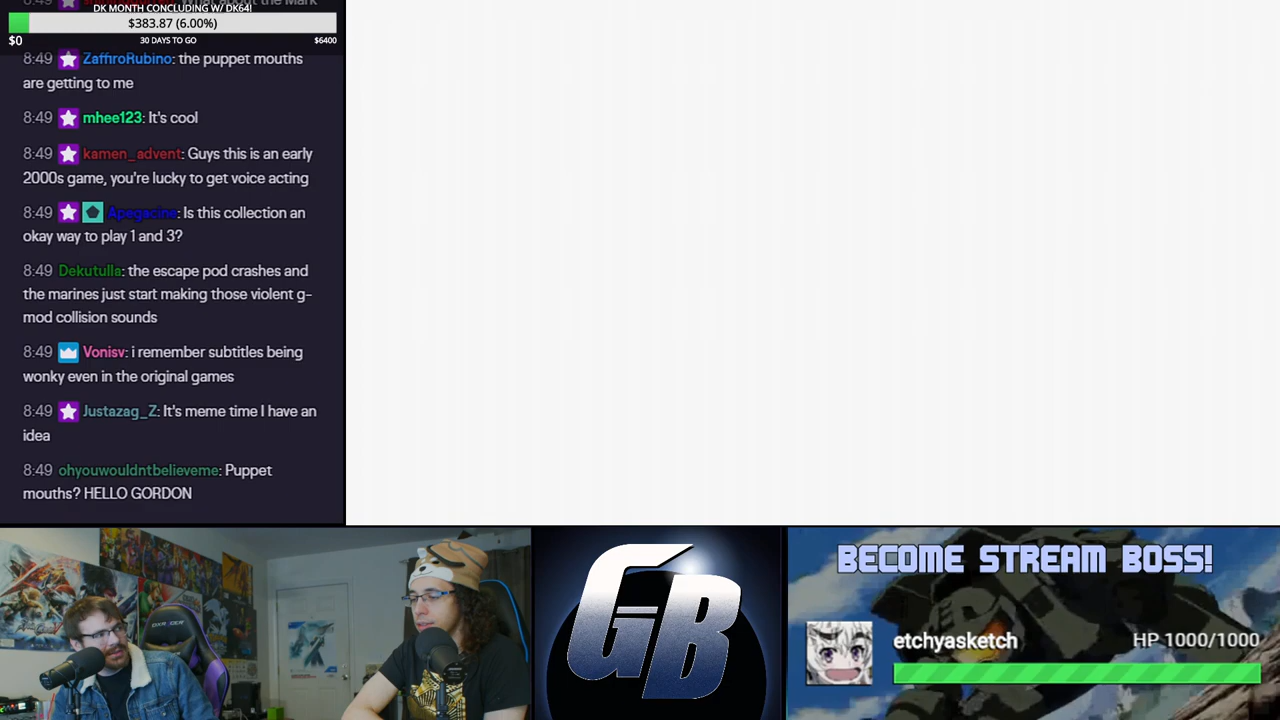 DK MONTH CONCLUDING W/ DK64!
$383.87 (6.00%)
$0 30 DAYS TO GO $6400
8:49 ZaffiroRubino: the puppet mouths
are getting to me
8:49 mhee123: It's cool
8:49 kamen_advent: Guys this is an early
2000s game, you're lucky to get voice acting
8:49 Apegacine: Is this collection an
okay way to play 1 and 3?
8:49 Dekutulla: the escape pod crashes and
the marines just start making those violent g-
mod collision sounds
8:49 Vonisv: i remember subtitles being
wonky even in the original games
8:49 Justazag_Z: It's meme time I have an
idea
8:49 ohyouwouldntbelieveme: Puppet
mouths? HELLO GORDON
DXRACER
GB
BECOME STREAM BOSS!
etchyasketch HP 1000/1000